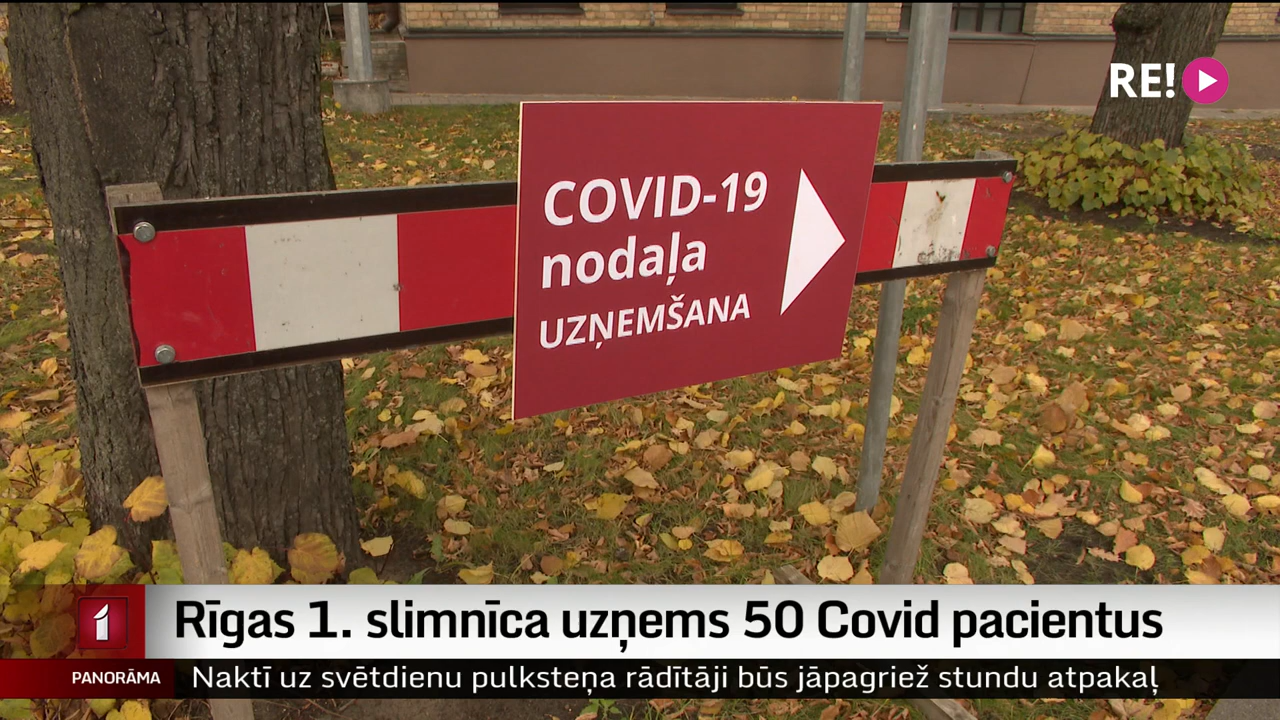 RE!
COVID-19
nodaļa
UZŅEMŠANA
1
Rīgas 1. slimnīca uzņems 50 Covid pacientus
PANORĀMA
Naktī uz svētdienu pulksteņa rādītāji būs jāpagriež stundu atpakaļ